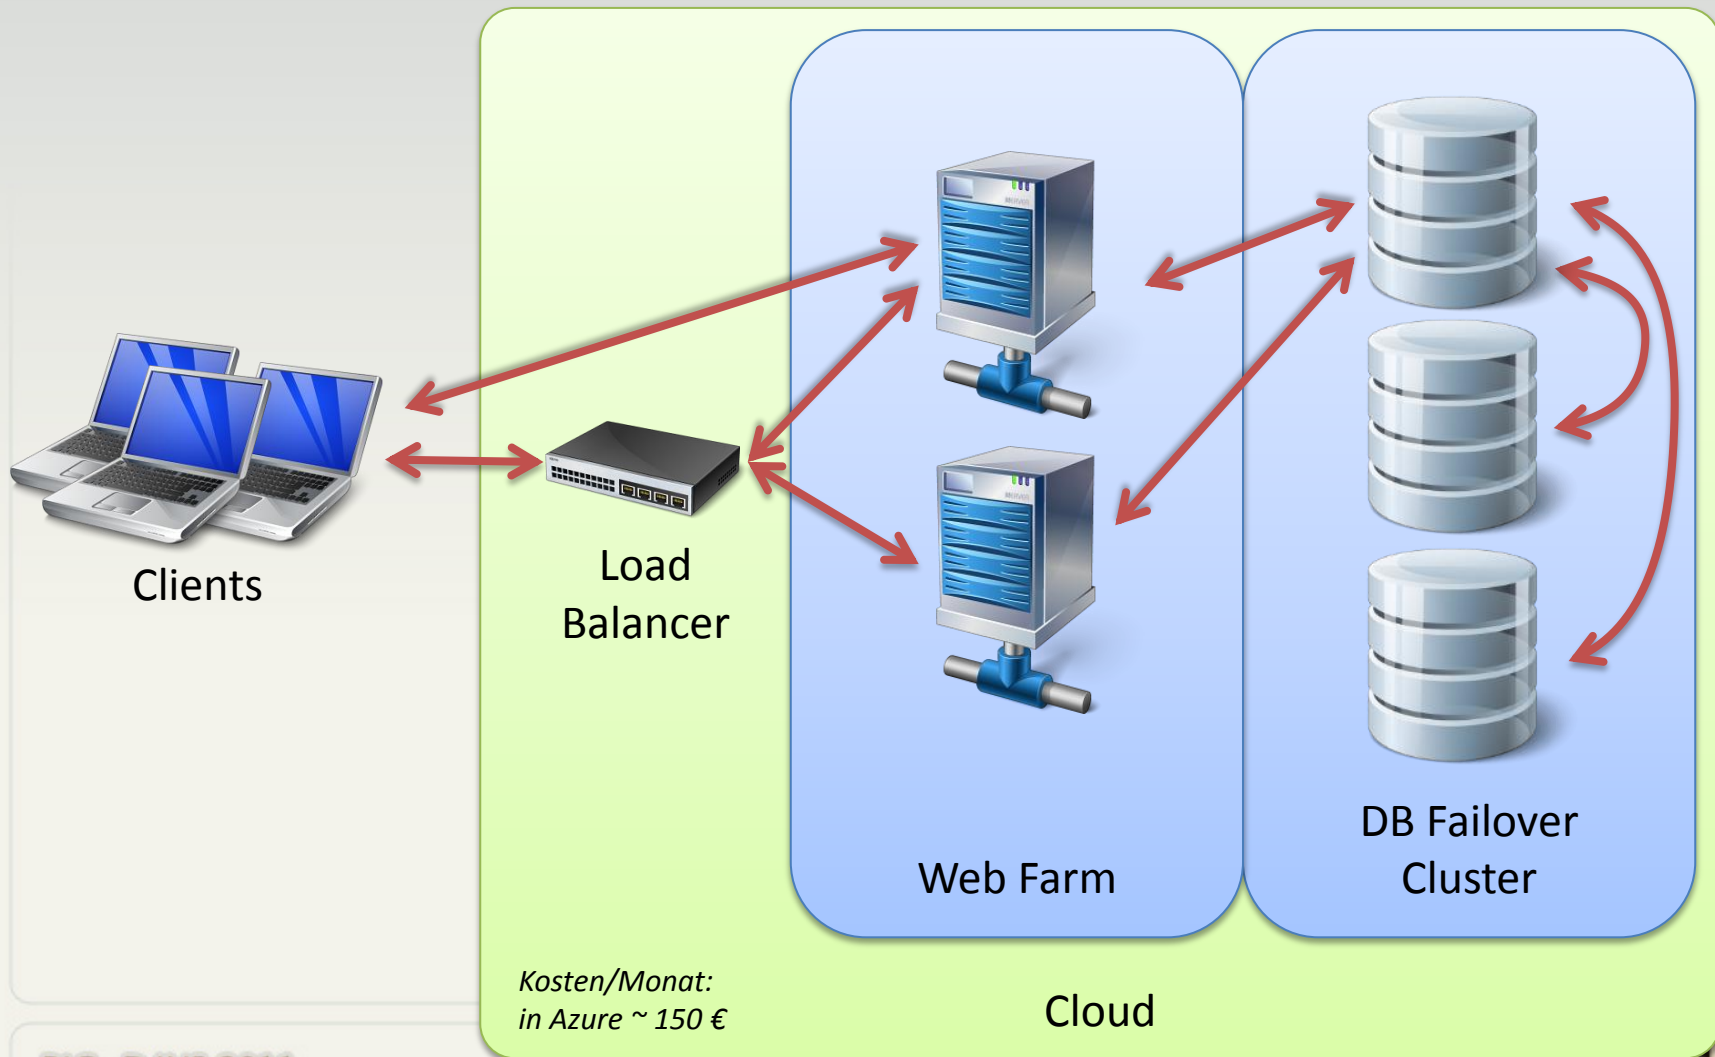 Clients
Load
Balancer
Web Farm
DB Failover
Cluster
Kosten/Monat:
in Azure ~ 150 €
Cloud